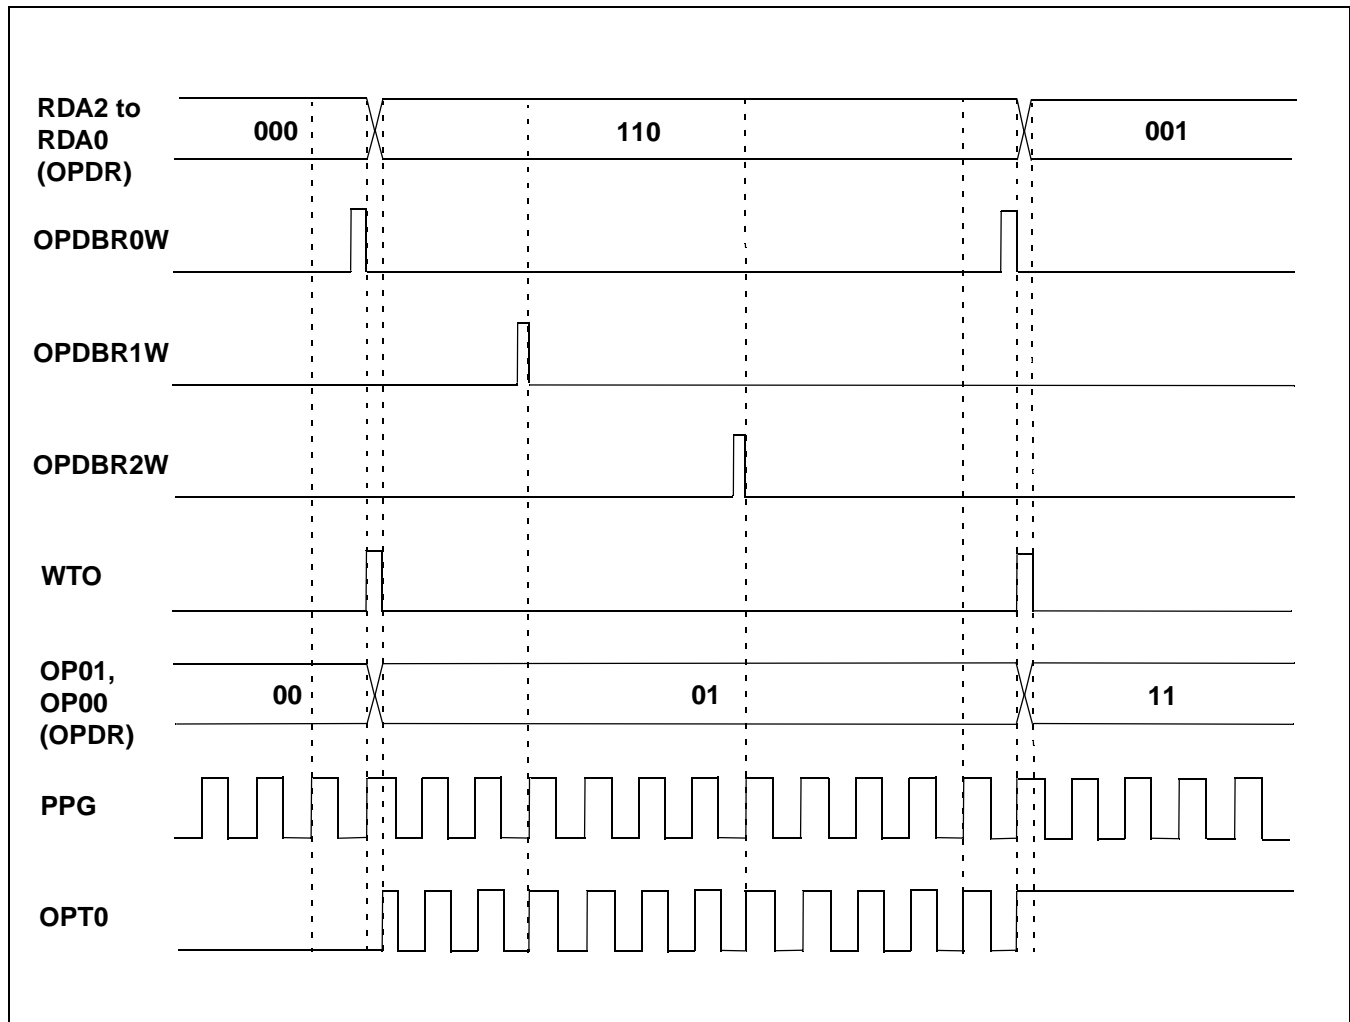 RDA2 to
RDA0
(OPDR)
000
110
001
OPDBR0W
OPDBR1W
OPDBR2W
WTO
OP01,
OP00
(OPDR)
00
01
11
PPG
OPT0